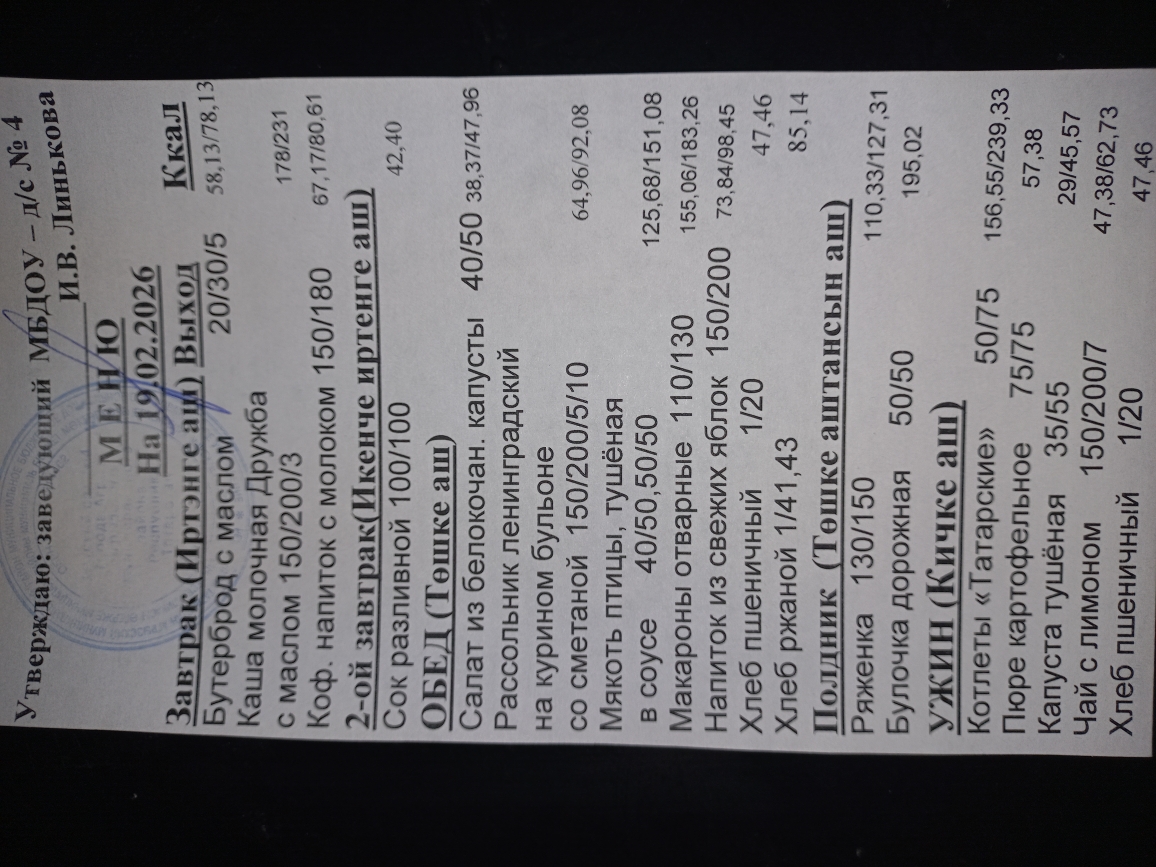 Утверждаю: заведующий МБДОУ – д/с № 4
И.В. Линькова
М Е Н Ю
На 19.02.2026
Завтрак (Иртэнге аш) Выход Ккал
Бутерброд с маслом 20/30/5 58,13/78,13
Каша молочная Дружба
с маслом 150/200/3 178/231
Коф. напиток с молоком 150/180 67,17/80,61
2-ой завтрак(Икенче иртенге аш)
Сок разливной 100/100 42,40
ОБЕД (Төшке аш)
Салат из белокочан. капусты 40/50 38,37/47,96
Рассольник ленинградский
на курином бульоне
со сметаной 150/200/5/10 64,96/92,08
Мякоть птицы, тушёная
в соусе 40/50,50/50 125,68/151,08
Макароны отварные 110/130 155,06/183,26
Напиток из свежих яблок 150/200 73,84/98,45
Хлеб пшеничный 1/20 47,46
Хлеб ржаной 1/41,43 85,14
Полдник (Төшке аштансын аш)
Ряженка 130/150 110,33/127,31
Булочка дорожная 50/50 195,02
УЖИН (Кичке аш)
Котлеты «Татарские» 50/75 156,55/239,33
Пюре картофельное 75/75 57,38
Капуста тушёная 35/55 29/45,57
Чай с лимоном 150/200/7 47,38/62,73
Хлеб пшеничный 1/20 47,46